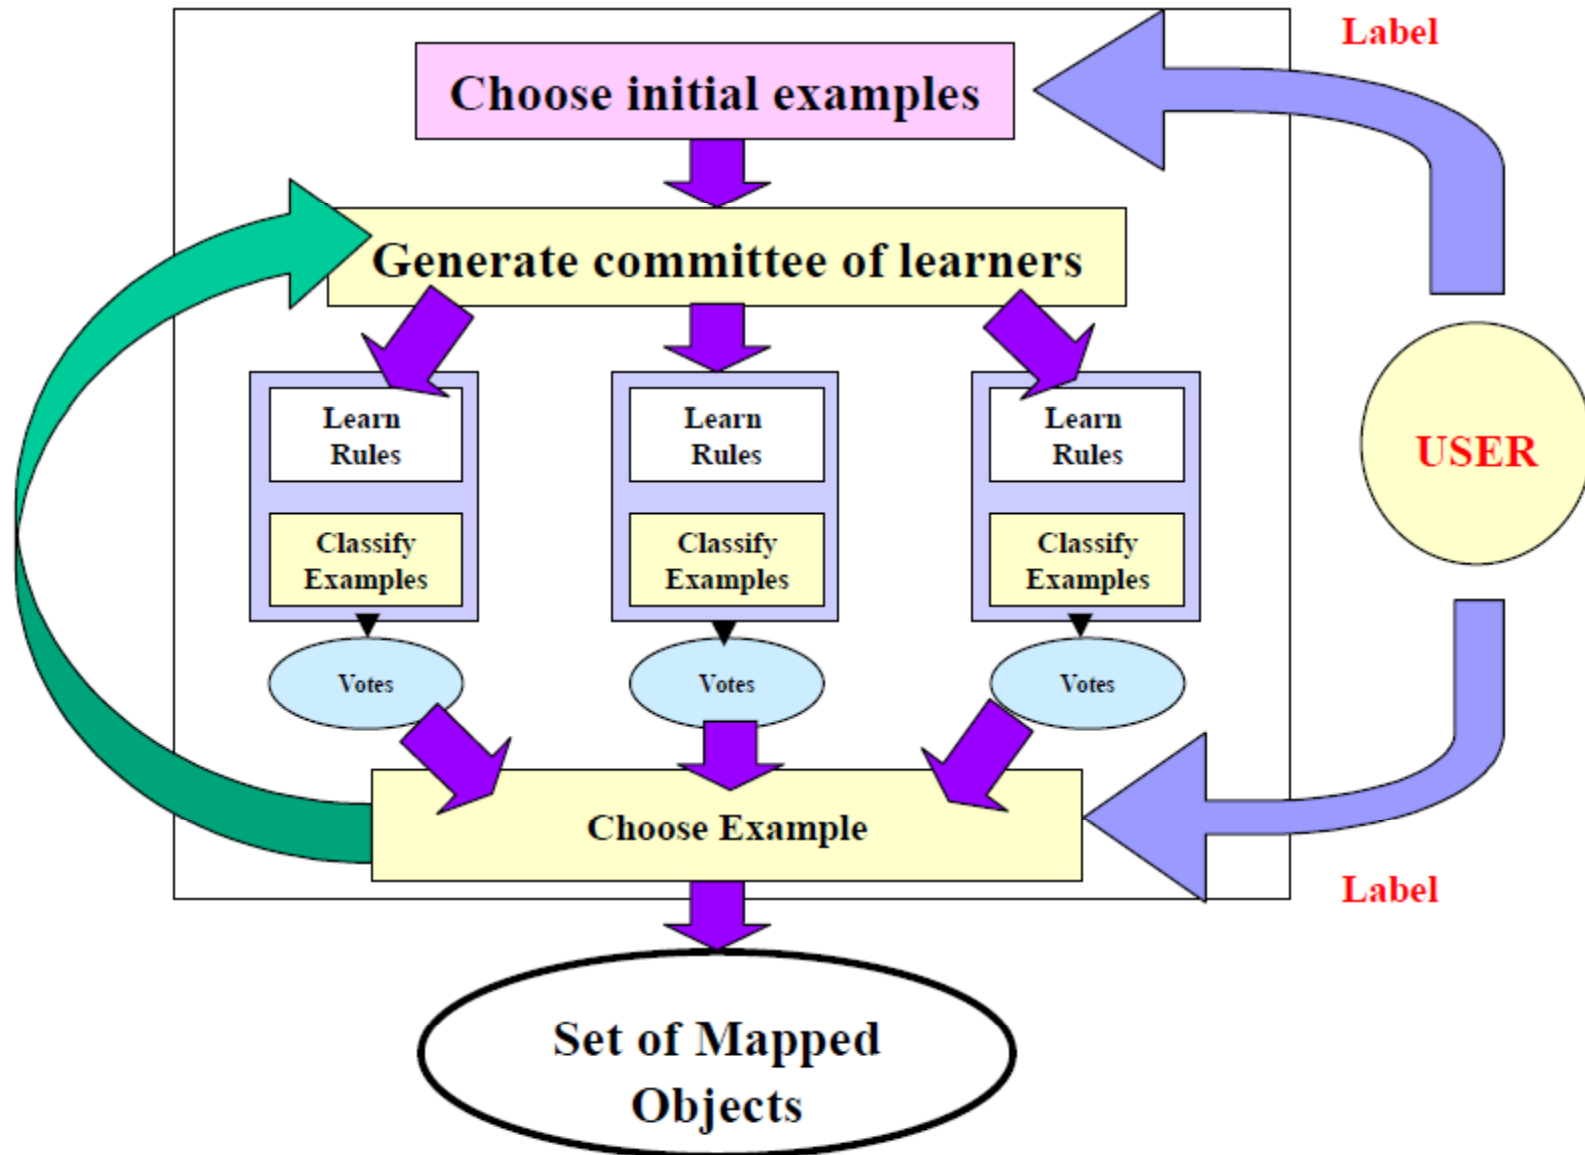 Label
Choose initial examples
Generate committee of learners
Learn
Rules
Learn
Rules
Learn
Rules
USER
Classify
Examples
Classify
Examples
Classify
Examples
Votes
Votes
Votes
Choose Example
Label
Set of Mapped
Objects